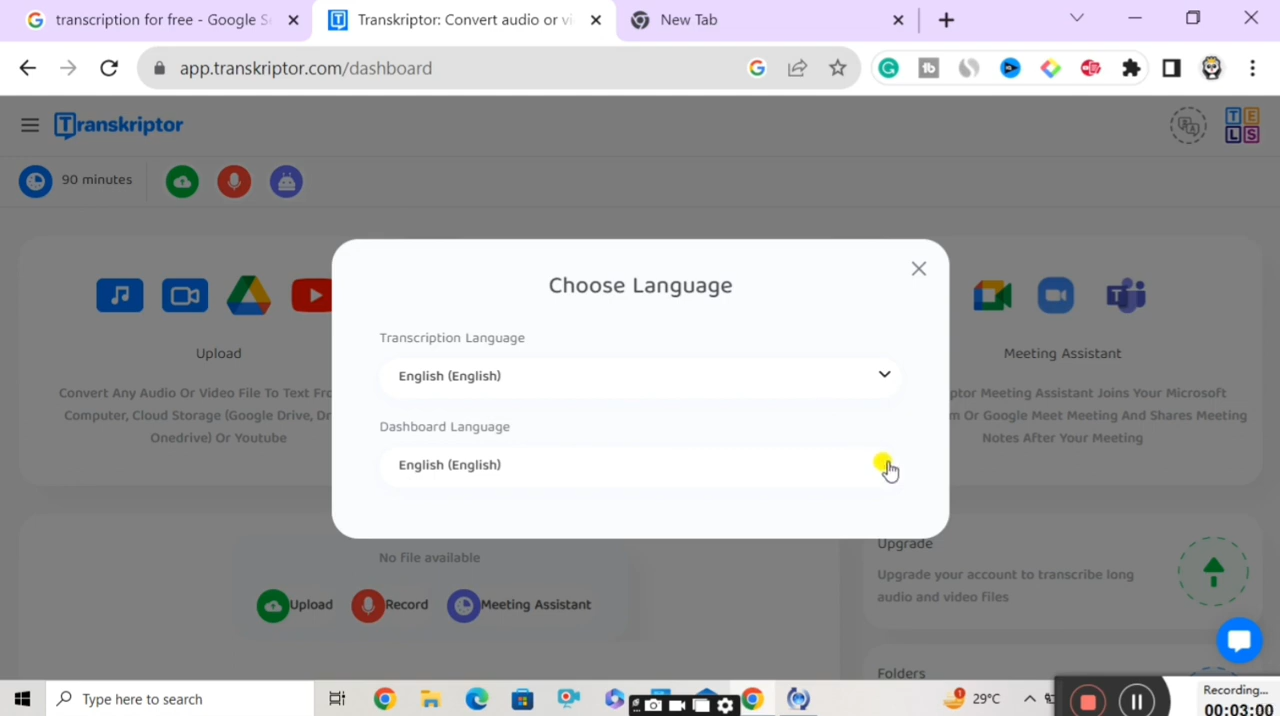 transcription for free - Google Se
Transkriptor: Convert audio or vi
New Tab
app.transkriptor.com/dashboard
Transkriptor
T E
L S
90 minutes
Choose Language
Transcription Language
English (English)
Dashboard Language
English (English)
Upload
Convert Any Audio Or Video File To Text Fr
Computer, Cloud Storage (Google Drive, Dr
Onedrive) Or Youtube
Meeting Assistant
ptor Meeting Assistant Joins Your Microsoft
m Or Google Meet Meeting And Shares Meeting
Notes After Your Meeting
No file available
Upload
Record
Meeting Assistant
Upgrade
Upgrade your account to transcribe long
audio and video files
Folders
Type here to search
29°C
Recording...
00:03:00